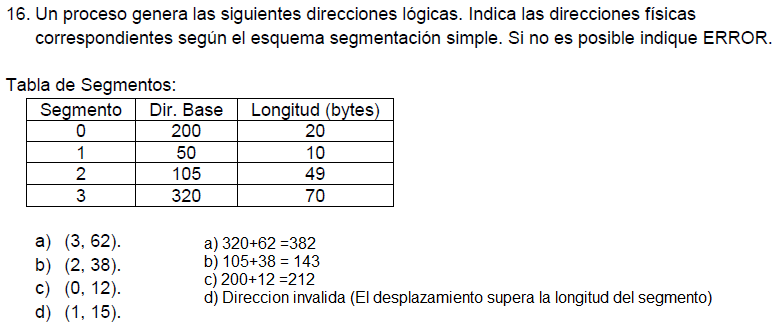 16. Un proceso genera las siguientes direcciones lógicas. Indica las direcciones físicas
correspondientes según el esquema segmentación simple. Si no es posible indique ERROR.
Tabla de Segmentos:
Segmento Dir. Base Longitud (bytes)
0 200 20
1 50 10
2 105 49
3 320 70
a) (3, 62).
b) (2, 38).
c) (0, 12).
d) (1, 15).
a) 320+62 =382
b) 105+38 = 143
c) 200+12 =212
d) Direccion invalida (El desplazamiento supera la longitud del segmento)